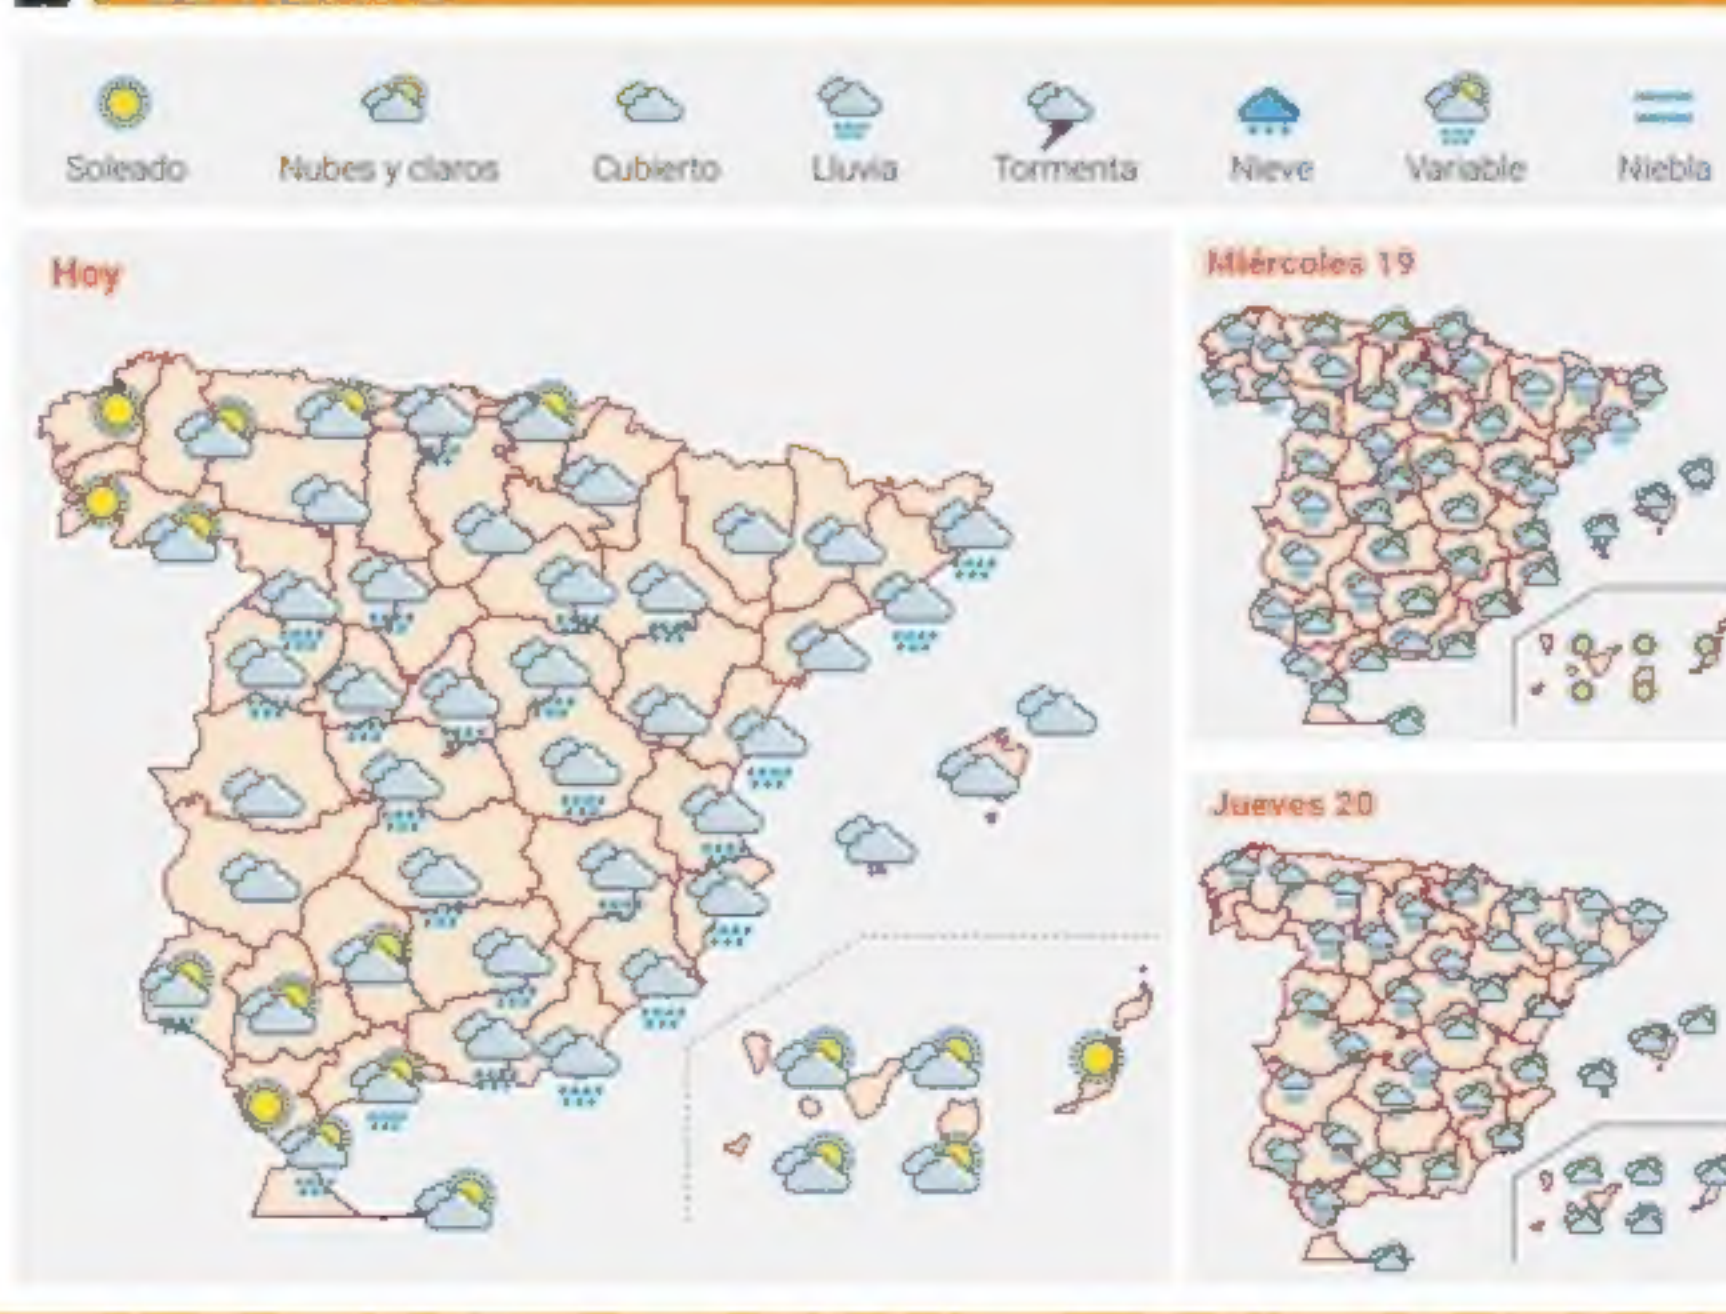 Soleado Nubes y claros Cubierto Lluvia Tormenta Nieve Variable Niebla
Hoy
Miércoles 19
Jueves 20